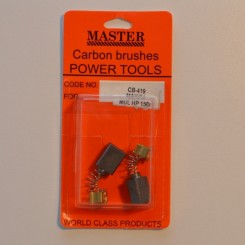 MASTER
Carbon brushes
POWER TOOLS
CODE NO.
CB-419
FOR
WORLD CLASS PRODUCTS